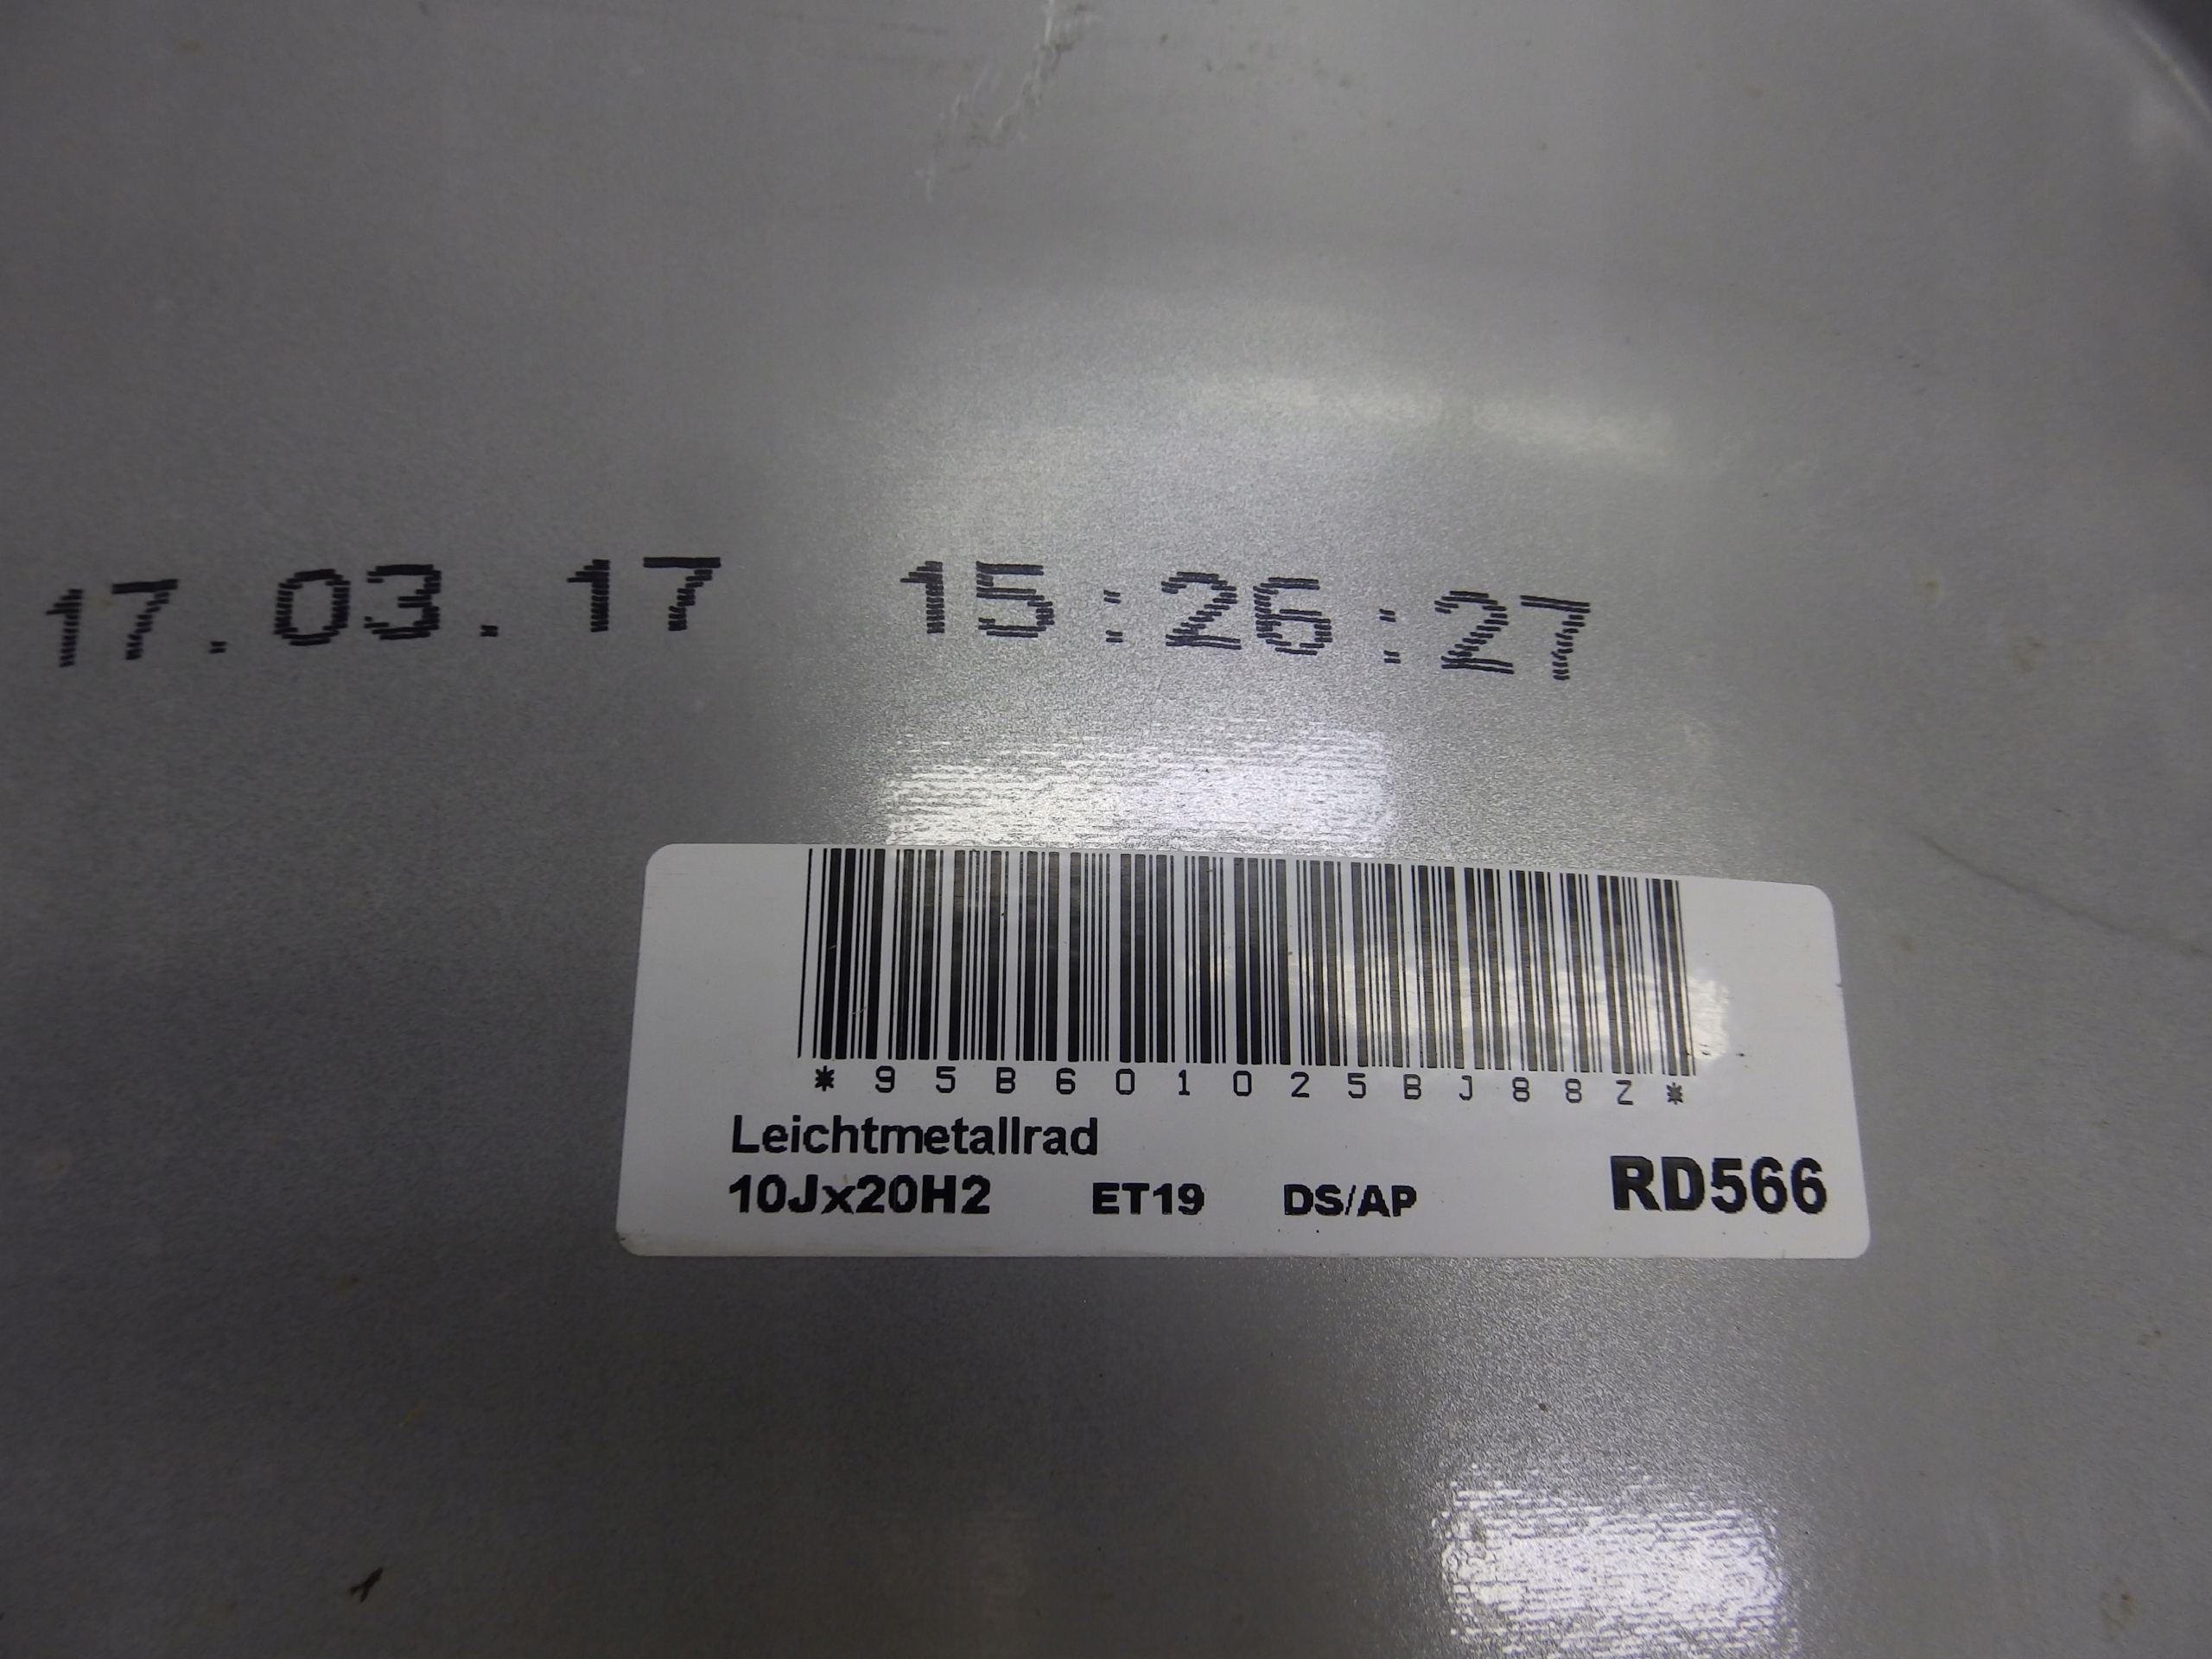 17.03.17 15:26:27
*95B601025BJ88Z*
Leichtmetallrad
10Jx20H2 ET19 DS/AP RD566